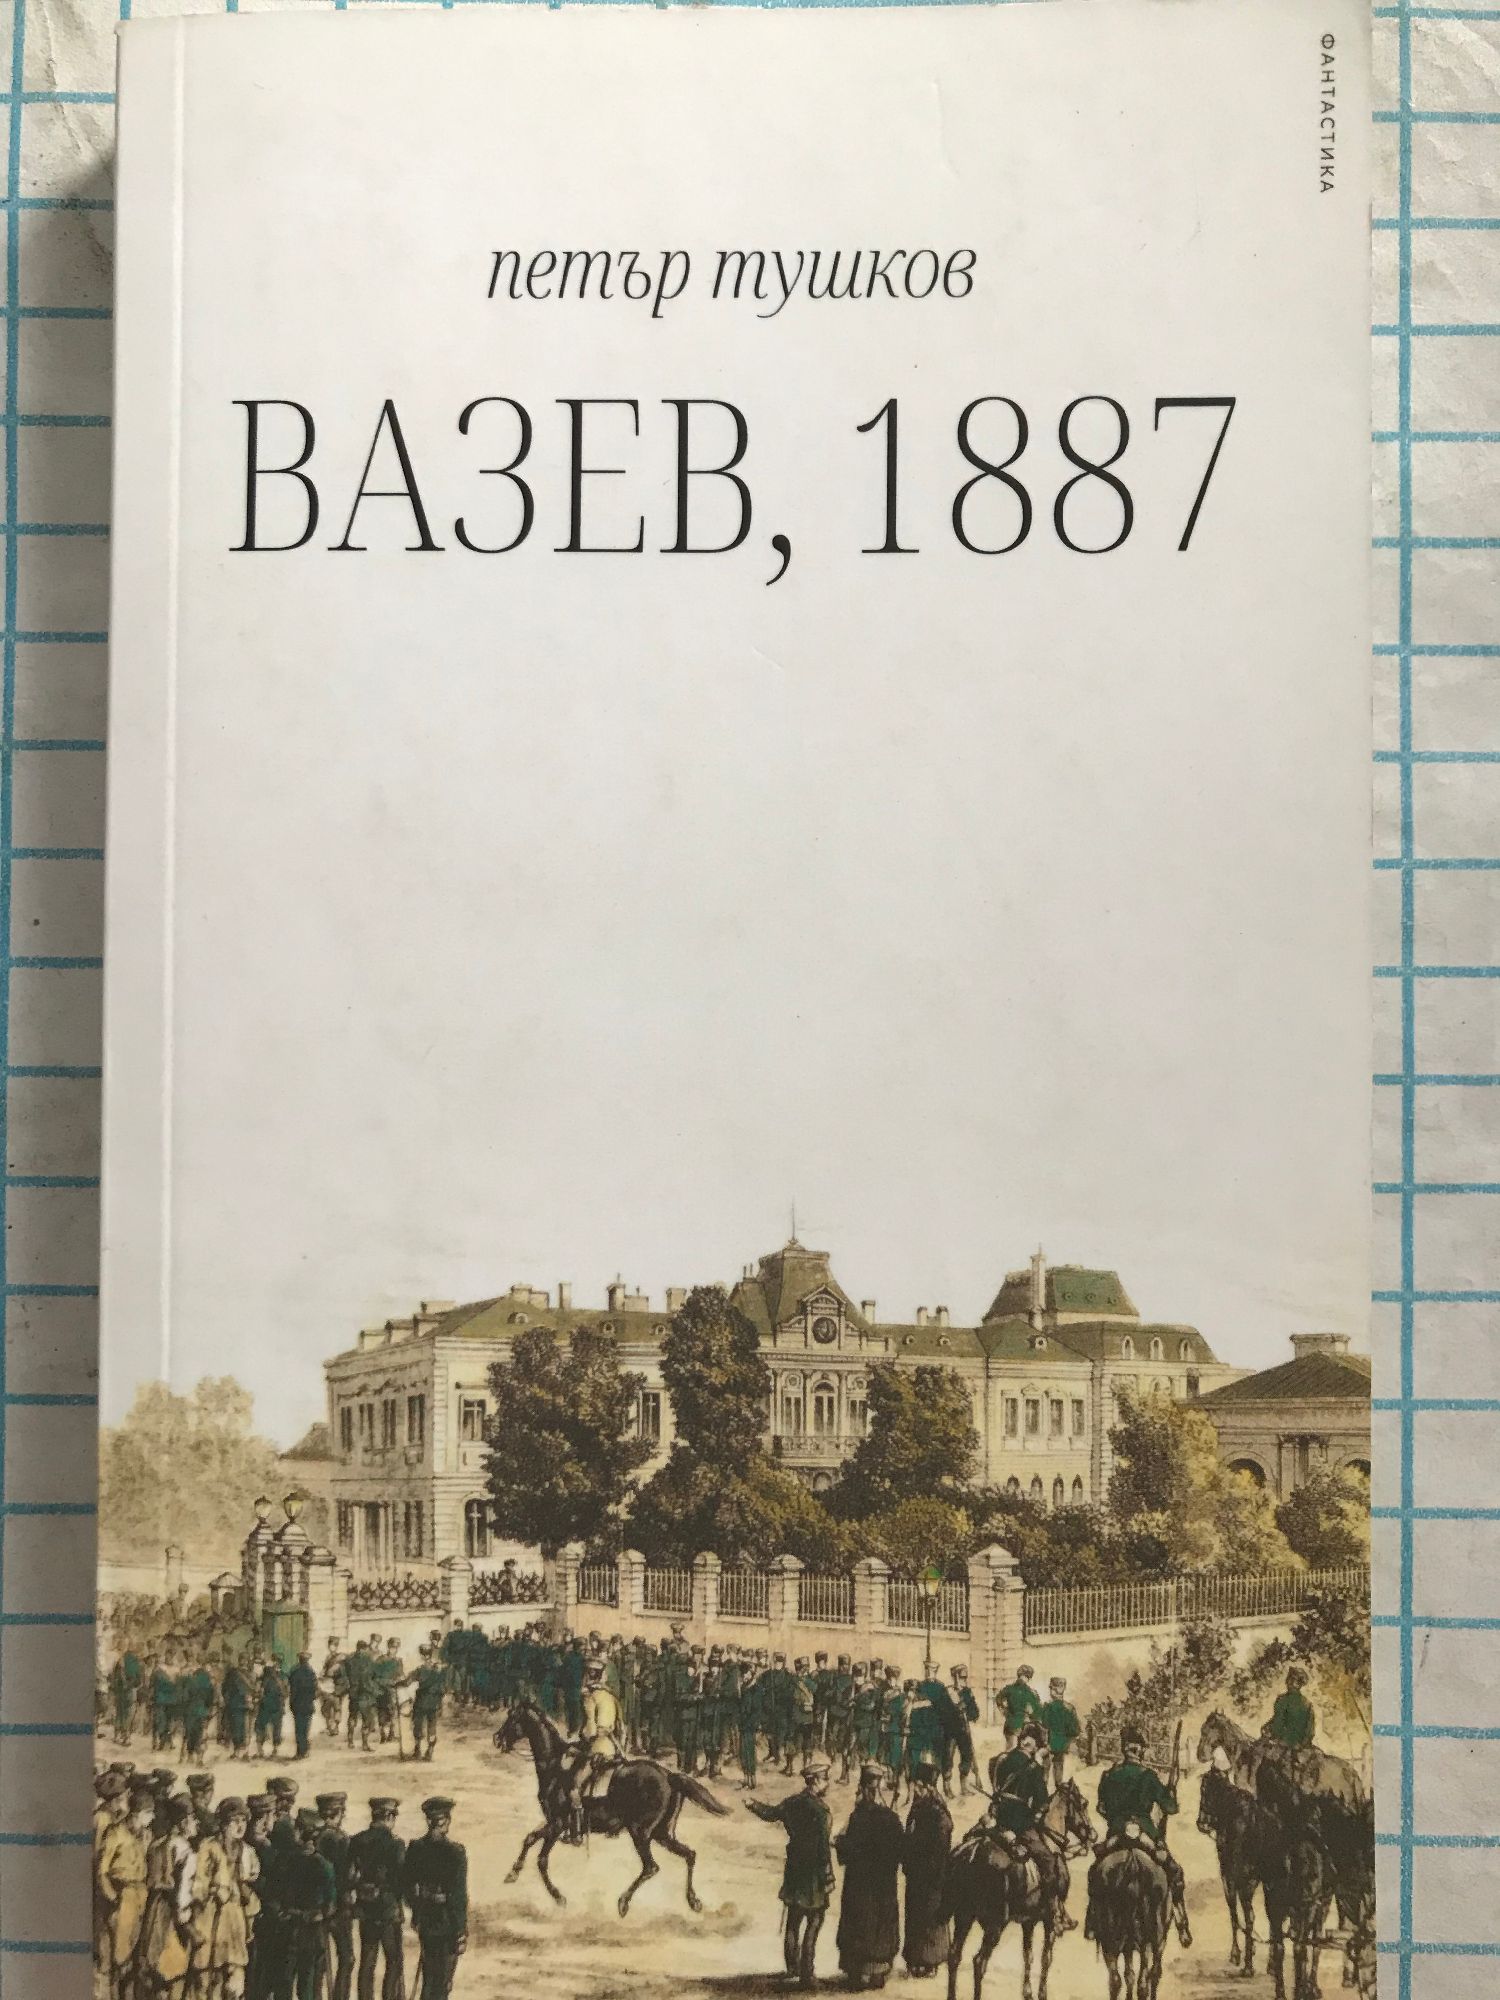 ФАНТАСТИКА
петър тушков
ВАЗЕВ, 1887